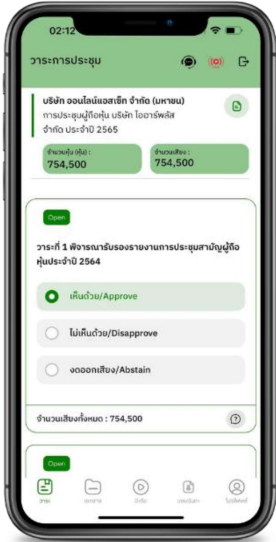 02:12
วาระการประชุม
บริษัท ออนไลน์แอสเซ็ท จำกัด (มหาชน)
การประชุมผู้ถือหุ้น บริษัท ไออาร์พลัส
จำกัด ประจำปี 2565
จำนวนหุ้น (หุ้น) :
754,500
จำนวนเสียง:
754,500
Open
วาระที่ 1 พิจารณารับรองรายงานการประชุมสามัญผู้ถือ
หุ้นประจำปี 2564
เห็นด้วย/Approve
ไม่เห็นด้วย/Disapprove
งดออกเสียง/Abstain
จำนวนเสียงทั้งหมด : 754,500
Open
วาระ
เอกสาร